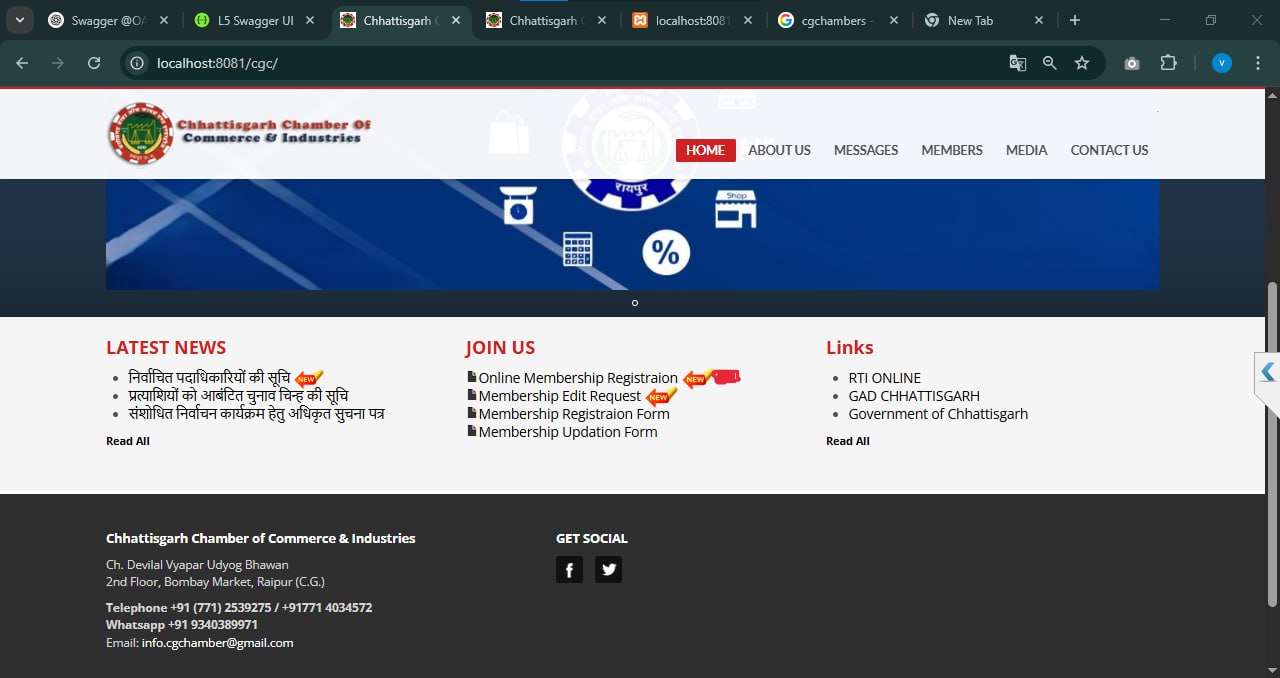 Swagger @OA
L5 Swagger UI
Chhattisgarh C
Chhattisgarh C
localhost:8081
cgchambers -
New Tab
localhost:8081/cgc/
V
Chhattisgarh Chamber Of
Commerce & Industries
HOME
ABOUT US
MESSAGES
MEMBERS
MEDIA
CONTACT US
रायपुर
Shop
%
LATEST NEWS
निर्वाचित पदाधिकारियों की सूचि NEW
प्रत्याशियों को आबंटित चुनाव चिन्ह की सूचि
संशोधित निर्वाचन कार्यक्रम हेतु अधिकृत सुचना पत्र
Read All
JOIN US
Online Membership Registraion NEW
Membership Edit Request NEW
Membership Registraion Form
Membership Updation Form
Links
RTI ONLINE
GAD CHHATTISGARH
Government of Chhattisgarh
Read All
Chhattisgarh Chamber of Commerce & Industries
Ch. Devilal Vyapar Udyog Bhawan
2nd Floor, Bombay Market, Raipur (C.G.)
Telephone +91 (771) 2539275 / +91771 4034572
Whatsapp +91 9340389971
Email: info.cgchamber@gmail.com
GET SOCIAL